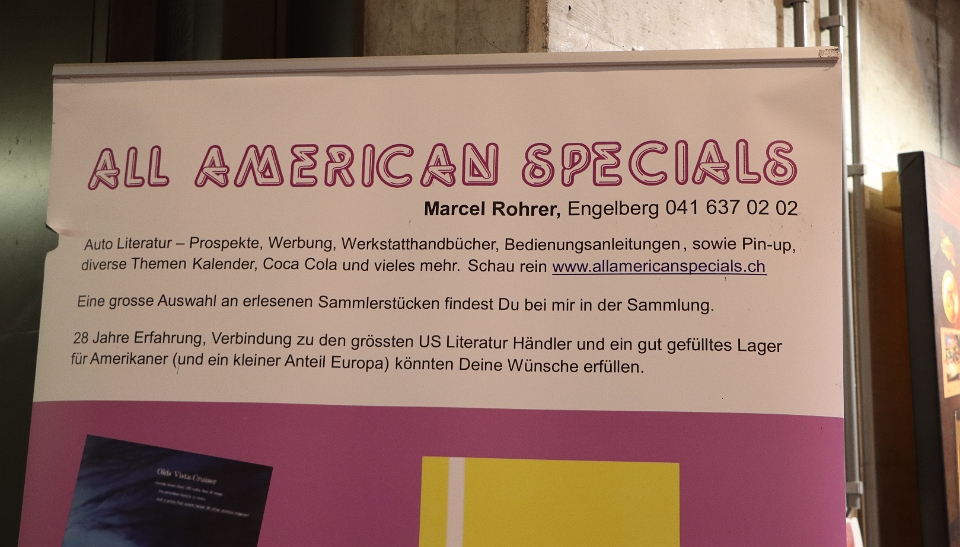 ALL AMERICAN SPECIALS
Marcel Rohrer, Engelberg 041 637 02 02
Auto Literatur – Prospekte, Werbung, Werkstatthandbücher, Bedienungsanleitungen, sowie Pin-up,
diverse Themen Kalender, Coca Cola und vieles mehr. Schau rein www.allamericanspecials.ch
Eine grosse Auswahl an erlesenen Sammlerstücken findest Du bei mir in der Sammlung.
28 Jahre Erfahrung, Verbindung zu den grössten US Literatur Händler und ein gut gefülltes Lager
für Amerikaner (und ein kleiner Anteil Europa) könnten Deine Wünsche erfüllen.
Olds Vista-Cruiser